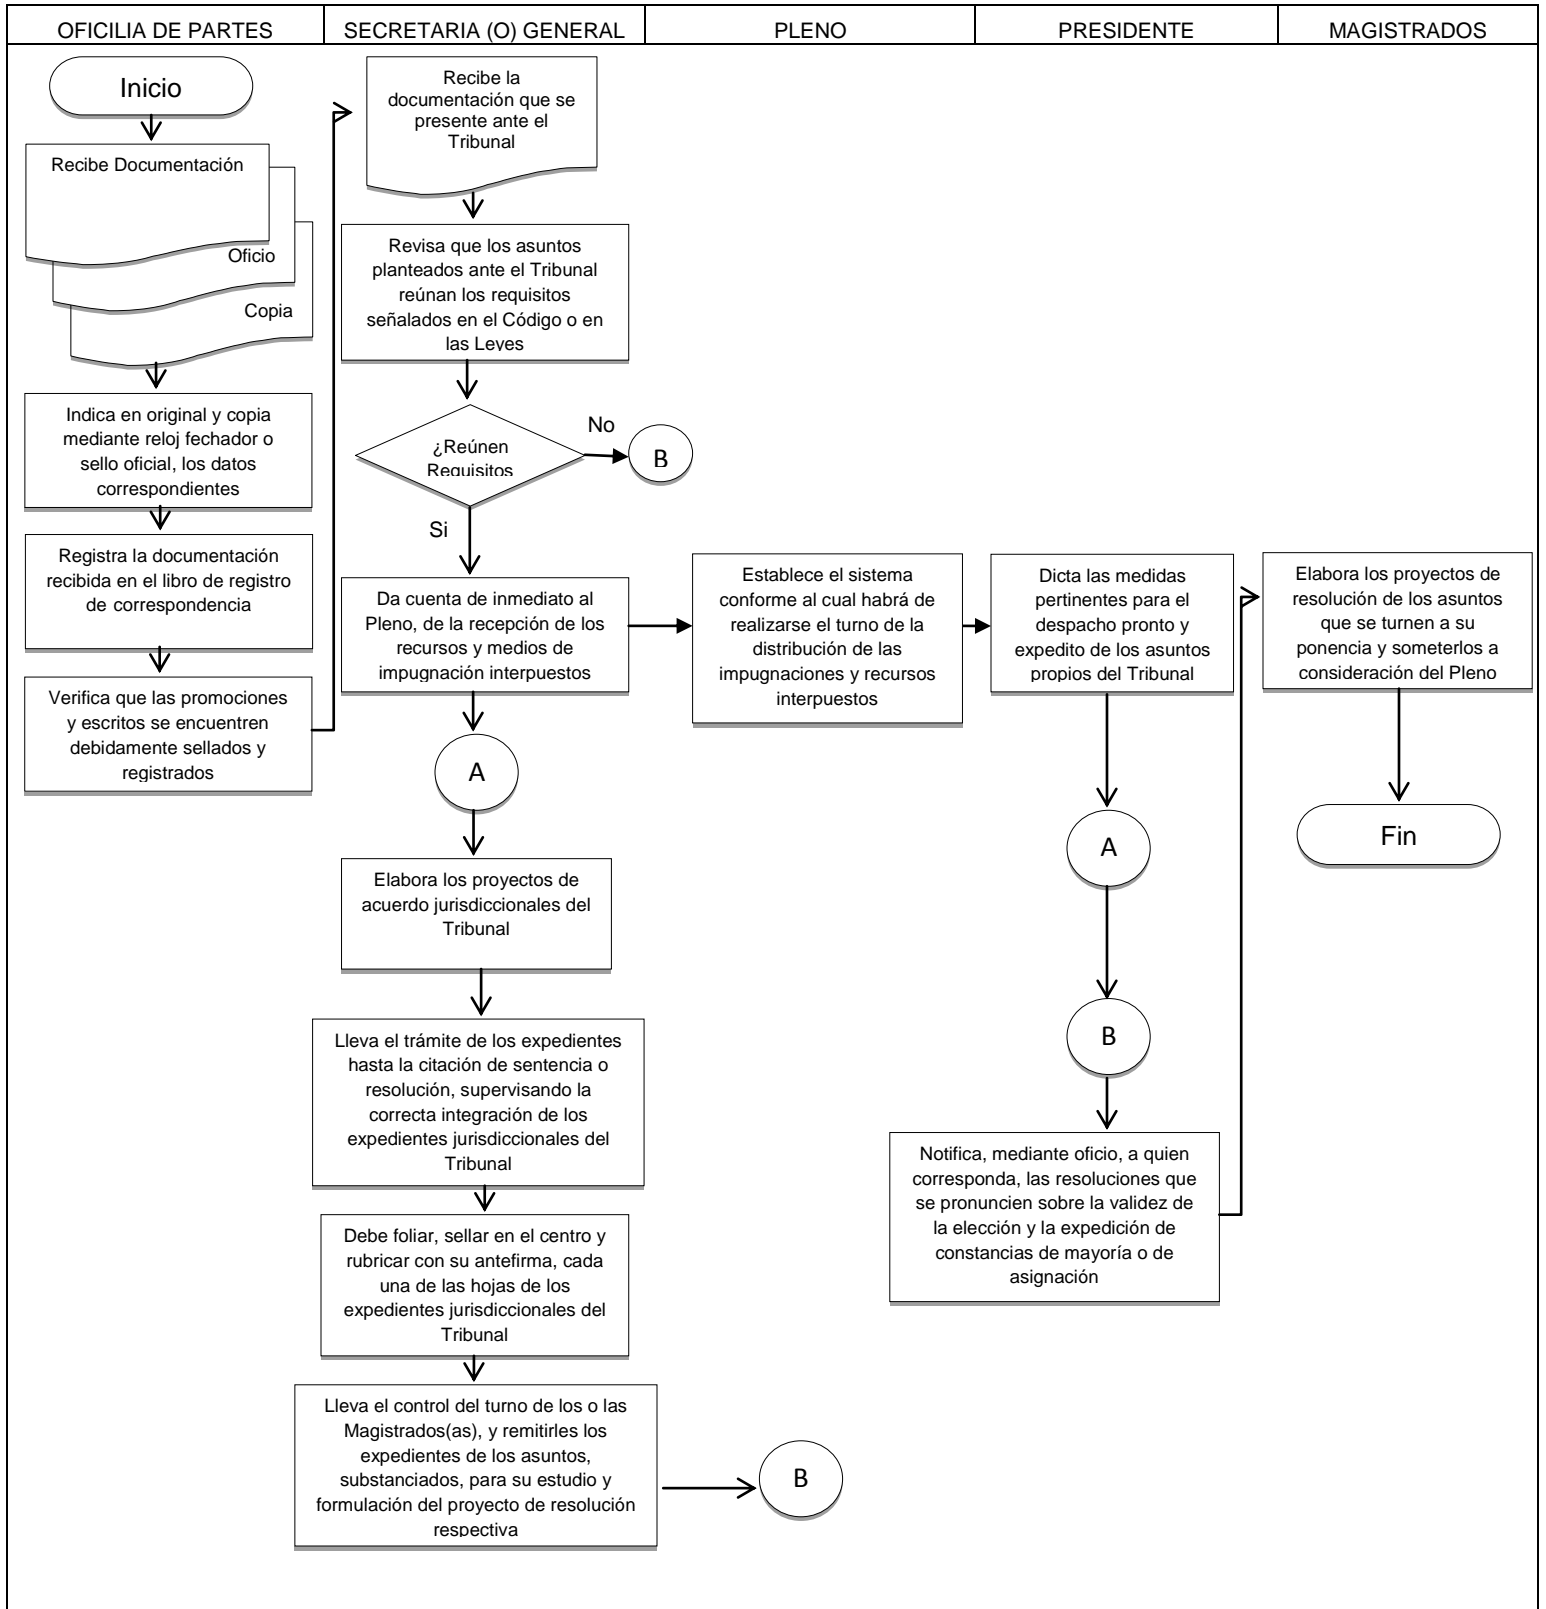 OFICILIA DE PARTES
SECRETARIA (O) GENERAL
PLENO
PRESIDENTE
MAGISTRADOS
Inicio
Recibe Documentación
Oficio
Copia
Indica en original y copia
mediante reloj fechador o
sello oficial, los datos
correspondientes
Registra la documentación
recibida en el libro de registro
de correspondencia
Verifica que las promociones
y escritos se encuentren
debidamente sellados y
registrados
Recibe la
documentación que se
presente ante el
Tribunal
Revisa que los asuntos
planteados ante el Tribunal
reúnan los requisitos
señalados en el Código o en
las Leyes
¿Reúnen
Requisitos
No
B
Si
Da cuenta de inmediato al
Pleno, de la recepción de los
recursos y medios de
impugnación interpuestos
A
Elabora los proyectos de
acuerdo jurisdiccionales del
Tribunal
Lleva el trámite de los expedientes
hasta la citación de sentencia o
resolución, supervisando la
correcta integración de los
expedientes jurisdiccionales del
Tribunal
Debe foliar, sellar en el centro y
rubricar con su antefirma, cada
una de las hojas de los
expedientes jurisdiccionales del
Tribunal
Lleva el control del turno de los o las
Magistrados(as), y remitirles los
expedientes de los asuntos,
substanciados, para su estudio y
formulación del proyecto de resolución
respectiva
B
Establece el sistema
conforme al cual habrá de
realizarse el turno de la
distribución de las
impugnaciones y recursos
interpuestos
Dicta las medidas
pertinentes para el
despacho pronto y
expedito de los asuntos
propios del Tribunal
A
B
Notifica, mediante oficio, a quien
corresponda, las resoluciones que
se pronuncien sobre la validez de
la elección y la expedición de
constancias de mayoría o de
asignación
Elabora los proyectos de
resolución de los asuntos
que se turnen a su
ponencia y someterlos a
consideración del Pleno
Fin